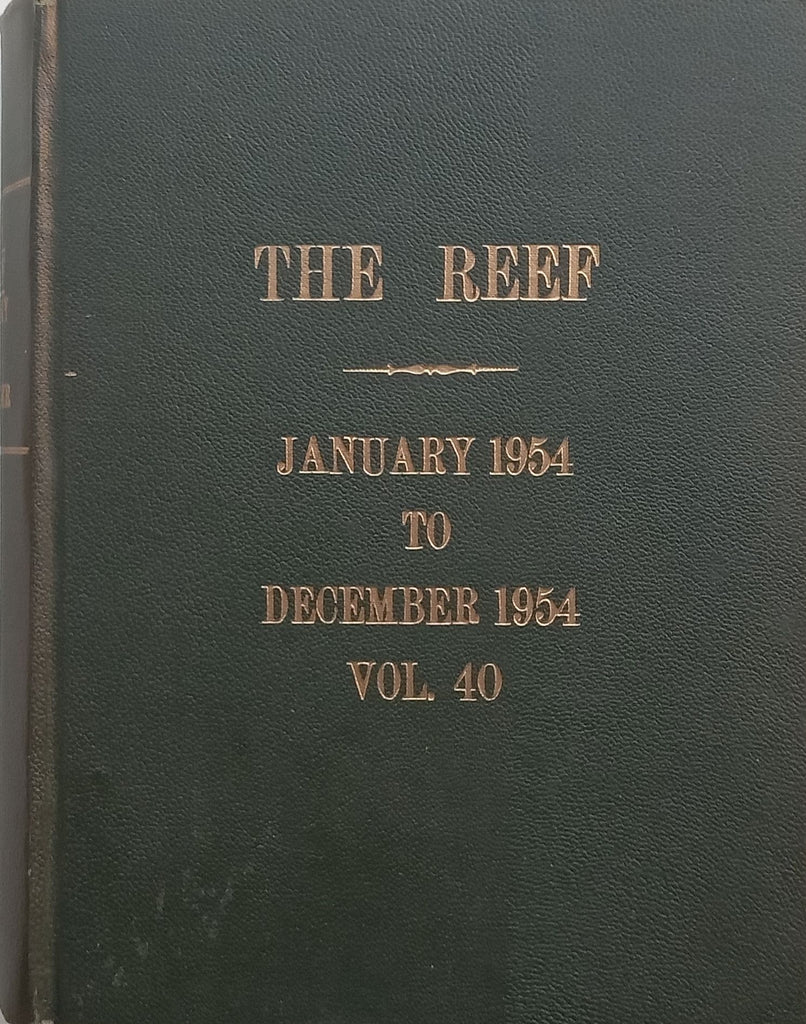 THE REEF
JANUARY 1954
TO
DECEMBER 1954
VOL. 40